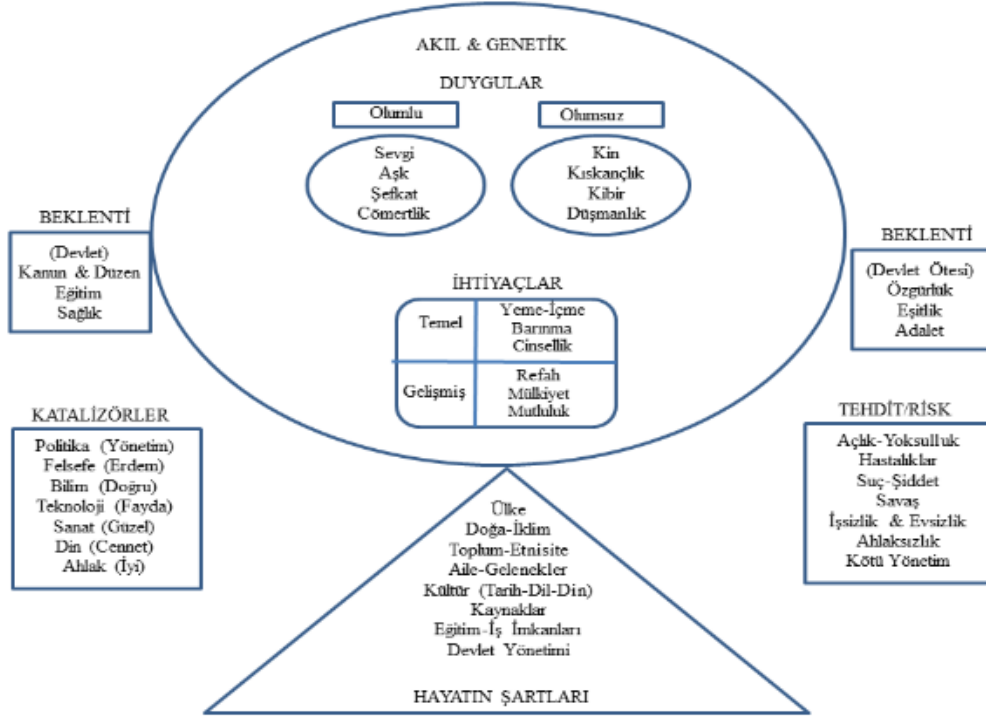 AKIL & GENETİK
DUYGULAR
Olumlu
Olumsuz
Sevgi
Aşk
Şefkat
Cömertlik
Kin
Kıskançlık
Kibir
Düşmanlık
BEKLENTİ
(Devlet)
Kanun & Düzen
Eğitim
Sağlık
BEKLENTİ
(Devlet Ötesi)
Özgürlük
Eşitlik
Adalet
İHTİYAÇLAR
Temel
Yeme-İçme
Barınma
Cinsellik
Gelişmiş
Refah
Mülkiyet
Mutluluk
KATALİZÖRLER
Politika (Yönetim)
Felsefe (Erdem)
Bilim (Doğru)
Teknoloji (Fayda)
Sanat (Güzel)
Din (Cennet)
Ahlak (İyi)
TEHDİT/RİSK
Açlık-Yoksulluk
Hastalıklar
Suç-Şiddet
Savaş
İşsizlik & Evsizlik
Ahlaksızlık
Kötü Yönetim
Ülke
Doğa-İklim
Toplum-Etnisite
Aile-Gelenekler
Kültür (Tarih-Dil-Din)
Kaynaklar
Eğitim-İş İmkanları
Devlet Yönetimi
HAYATIN ŞARTLARI